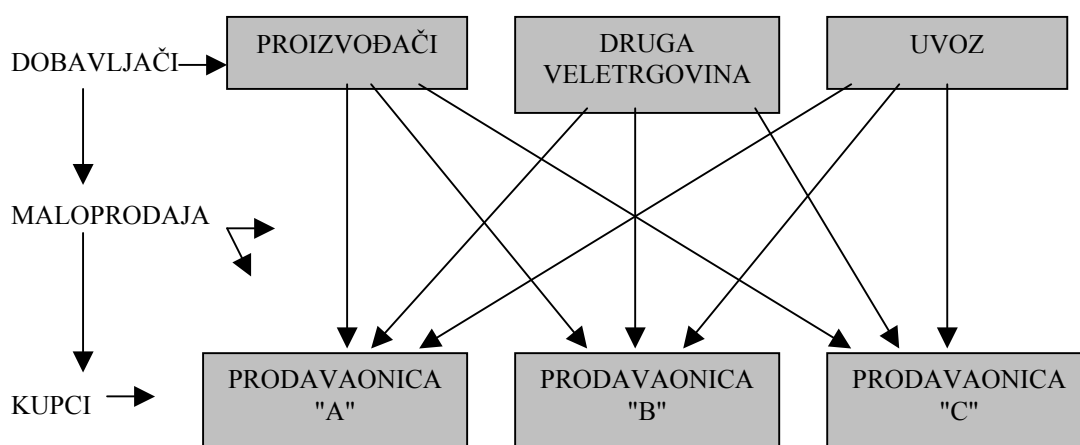 DOBAVLJAČI
PROIZVOĐAČI
DRUGA
VELETRGOVINA
UVOZ
MALOPRODAJA
KUPCI
PRODAVAONICA
"A"
PRODAVAONICA
"B"
PRODAVAONICA
"C"